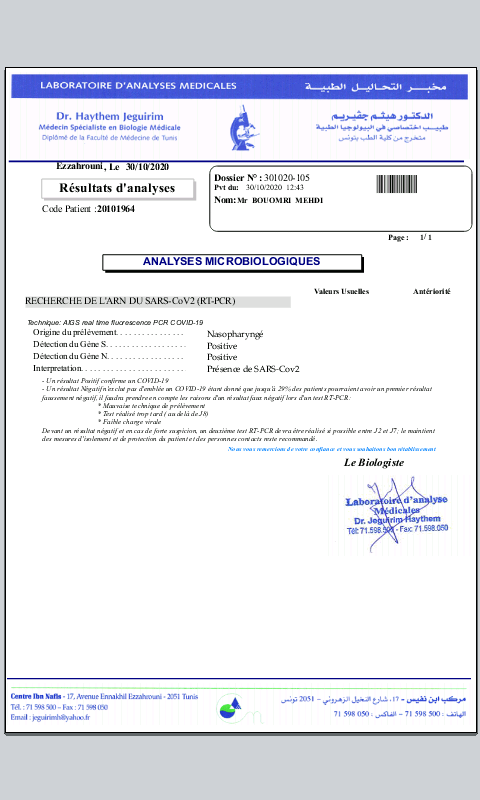 LABORATOIRE D'ANALYSES MEDICALES
مخبر التحاليل الطبية
Dr. Haythem Jeguirim
Médecin Spécialiste en Biologie Médicale
Diplômé de la Faculté de Médecine de Tunis
الدكتور هيثم جقيريم
طبيب اختصاصي في البيولوجيا الطبية
متخرج من كلية الطب بتونس
Ezzahrouni, Le 30/10/2020
Résultats d'analyses
Code Patient :20101964
Dossier N° : 301020-105
Pvt du: 30/10/2020 12:43
Nom: Mr BOUOMRI MEHDI
Page : 1/ 1
ANALYSES MICROBIOLOGIQUES
Valeurs Usuelles Antériorité
RECHERCHE DE L'ARN DU SARS-CoV2 (RT-PCR)
Technique: AIGS real time fluorescence PCR COVID-19
Origine du prélèvement. . . . . . . . . . . . . . Nasopharyngé
Détection du Géne S. . . . . . . . . . . . . . . . . Positive
Détection du Géne N. . . . . . . . . . . . . . . . . Positive
Interpretation. . . . . . . . . . . . . . . . . . . . . . Présence de SARS-Cov2
- Un résultat Positif confirme un COVID-19
- Un résultat Négatif n'exclut pas d'emblée un COVID-19 étant donné que jusqu'à 29% des patients pourraient avoir un premier résultat
faussement négatif, il faudra prendre en compte les raisons d'un résultat faux négatif lors d'un test RT-PCR:
* Mauvaise technique de prélèvement
* Test réalisé trop tard ( au delà de J8)
* Faible charge virale
Devant un résultat négatif et en cas de forte suspicion, un deuxième test RT-PCR devra être réalisé si possible entre J2 et J7; le maintient
des mesures d'isolement et de protection du patient et des personnes contacts reste recommandé.
Nous vous remercions de votre confiance et vous souhaitons bon rétablissement
Le Biologiste
Laboratoire d'analyse
Médicales
Dr. Jeguirim Haythem
Tél: 71.598.500 - Fax: 71.598.050
Centre Ibn Nafis - 17, Avenue Ennakhil Ezzahrouni - 2051 Tunis
Tél. : 71 598 500 – Fax : 71 598 050
Email : jeguirimh@yahoo.fr
مركب ابن نفيس - 17، شارع النخيل الزهروني - 2051 تونس
الهاتف : 500 598 71 – الفاكس : 050 598 71